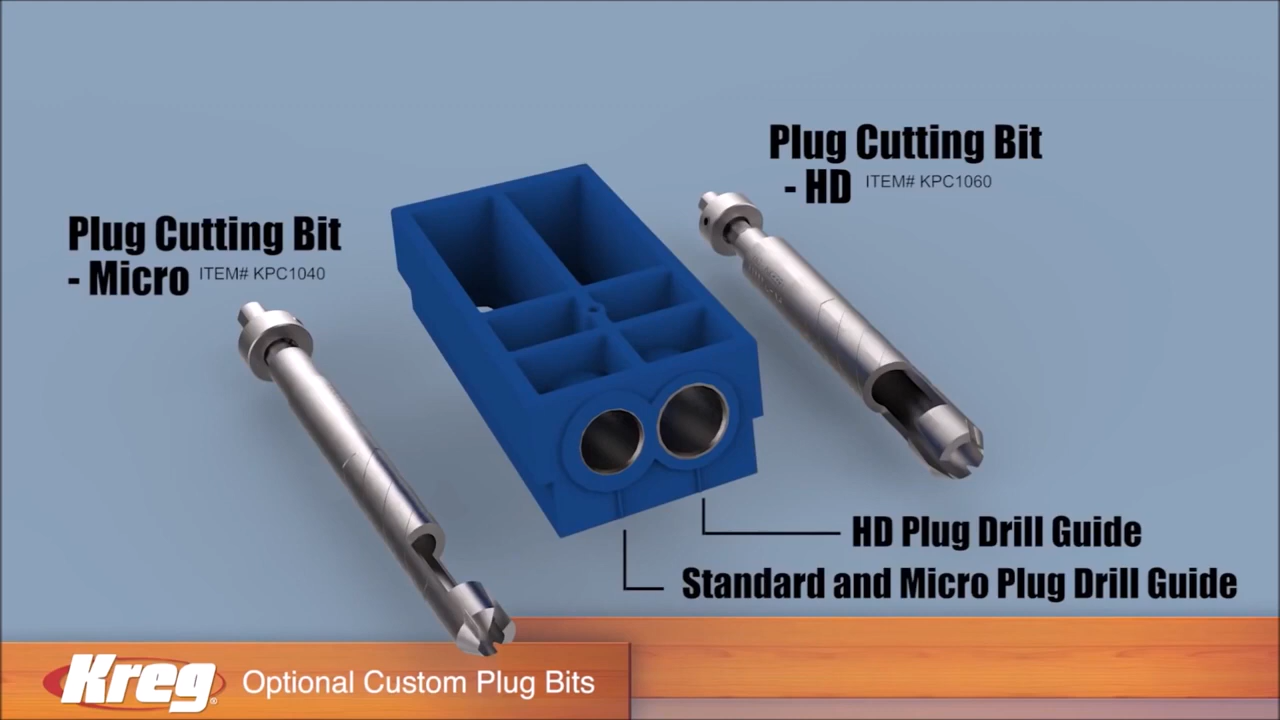 Plug Cutting Bit
- HD ITEM# KPC1060
Plug Cutting Bit
- Micro ITEM# KPC1040
HD Plug Drill Guide
Standard and Micro Plug Drill Guide
Kreg® Optional Custom Plug Bits